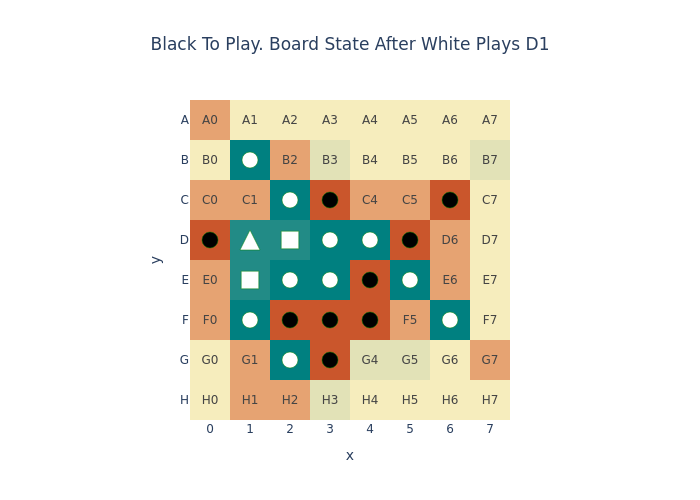 Black To Play. Board State After White Plays D1
A A0 A1 A2 A3 A4 A5 A6 A7
B B0 B2 B3 B4 B5 B6 B7
C C0 C1 C4 C5 C7
D D6 D7
E E0 E6 E7
F F0 F5 F7
G G0 G1 G4 G5 G6 G7
H H0 H1 H2 H3 H4 H5 H6 H7
0 1 2 3 4 5 6 7
x
y